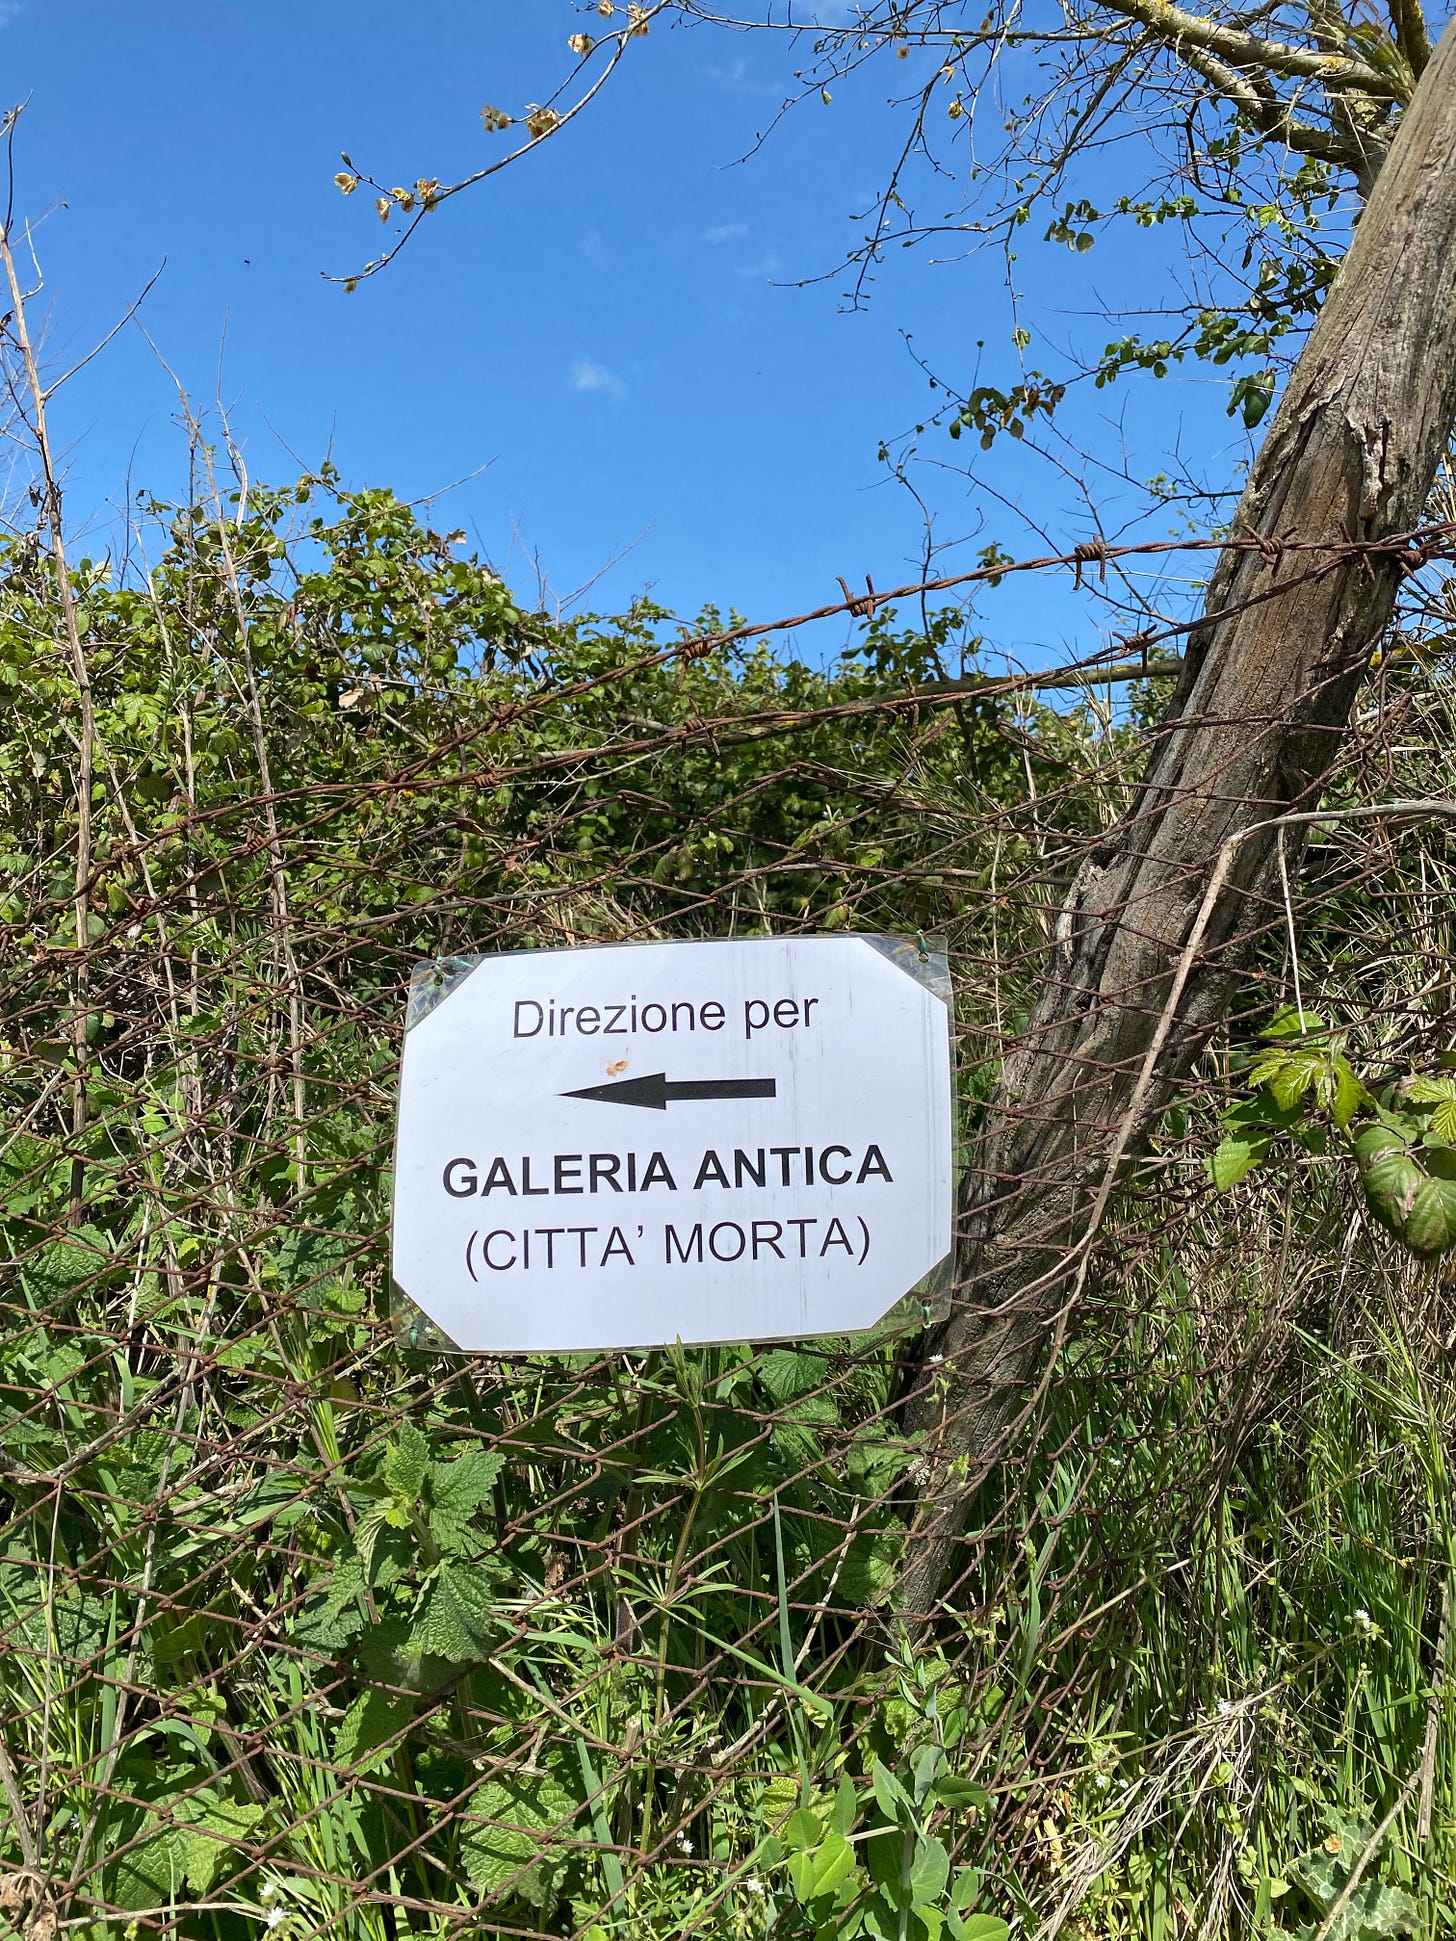 Direzione per
GALERIA ANTICA
(CITTA’ MORTA)